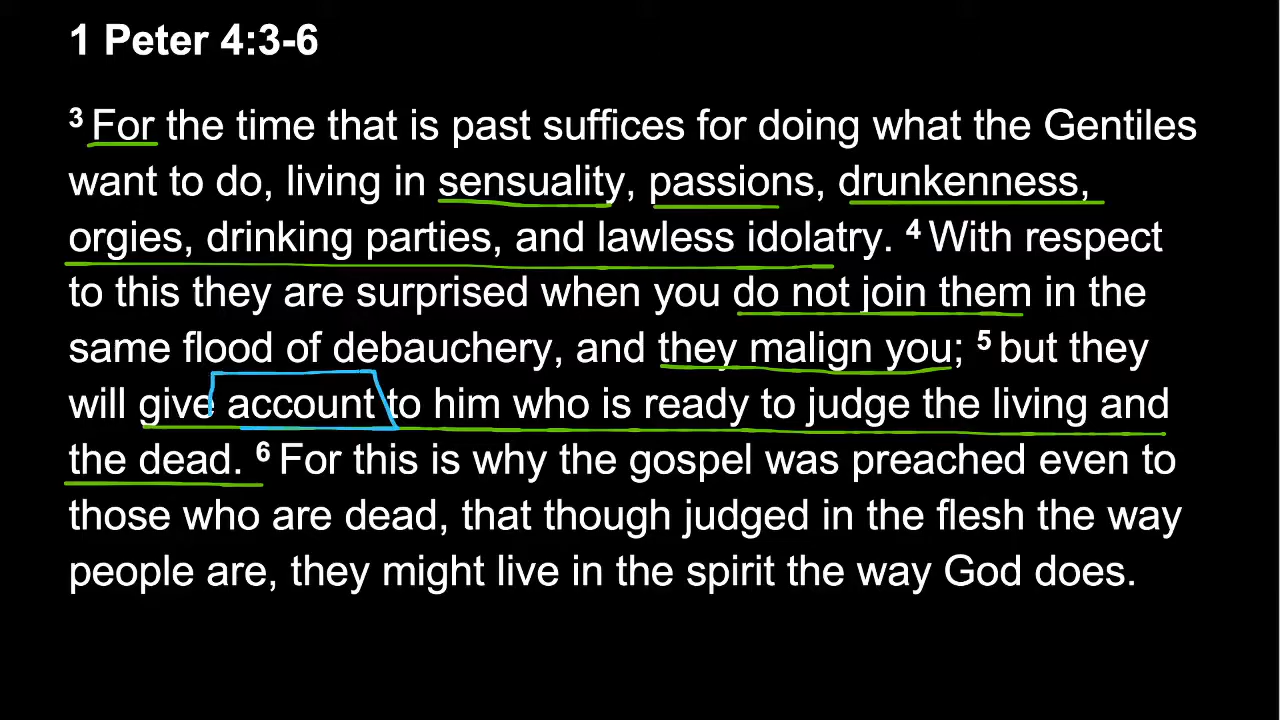 1 Peter 4:3-6
3 For the time that is past suffices for doing what the Gentiles
want to do, living in sensuality, passions, drunkenness,
orgies, drinking parties, and lawless idolatry. 4 With respect
to this they are surprised when you do not join them in the
same flood of debauchery, and they malign you; 5 but they
will give account to him who is ready to judge the living and
the dead. 6 For this is why the gospel was preached even to
those who are dead, that though judged in the flesh the way
people are, they might live in the spirit the way God does.